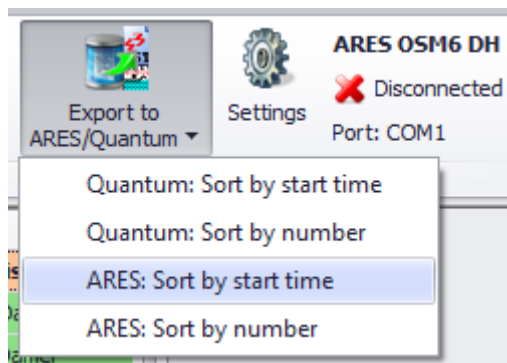 Export to
ARES/Quantum
Settings
ARES OSM6 DH
Disconnected
Port: COM1
Quantum: Sort by start time
Quantum: Sort by number
ARES: Sort by start time
ARES: Sort by number